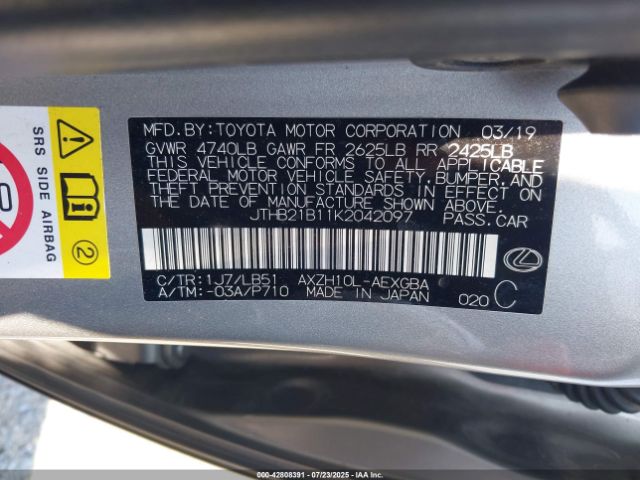 MFD.BY:TOYOTA MOTOR CORPORATION 03/19
GVWR 4740LB GAWR FR 2625LB RR 2425LB
THIS VEHICLE CONFORMS TO ALL APPLICABLE
FEDERAL MOTOR VEHICLE SAFETY,BUMPER,AND
THEFT PREVENTION STANDARDS IN EFFECT ON
THE DATE OF MANUFACTURE SHOWN ABOVE.
JTHB21B11K2042097 PASS.CAR
C/TR:1J7/LB51 AXZH10L-AEXGBA
A/TM:-03A/P710 MADE IN JAPAN 020 C
SRS SIDE AIRBAG
2
000-42808391 07/23/2025 IAAI.COM